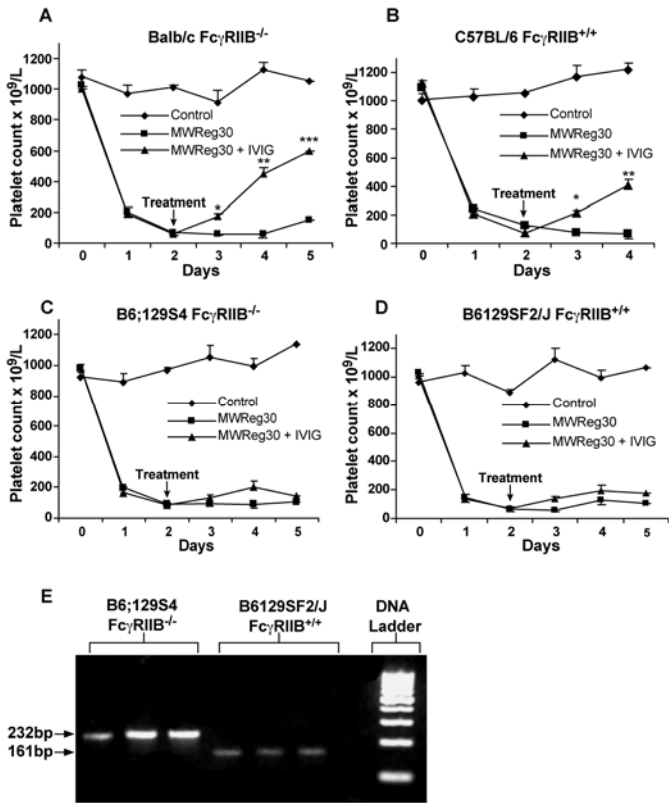 A
Balb/c FcγRIIB-/-
Platelet count x 10⁹/L
1200
1000
800
600
400
200
0
Control
MWReg30
MWReg30 + IVIG
Treatment
*
**
***
0 1 2 3 4 5
Days
B
C57BL/6 FcγRIIB+/+
Platelet count x 10⁹/L
1200
1000
800
600
400
200
0
Control
MWReg30
MWReg30 + IVIG
Treatment
*
**
0 1 2 3 4
Days
C
B6;129S4 FcγRIIB-/-
Platelet count x 10⁹/L
1200
1000
800
600
400
200
0
Control
MWReg30
MWReg30 + IVIG
Treatment
0 1 2 3 4 5
Days
D
B6129SF2/J FcγRIIB+/+
Platelet count x 10⁹/L
1200
1000
800
600
400
200
0
Control
MWReg30
MWReg30 + IVIG
Treatment
0 1 2 3 4 5
Days
E
B6;129S4
FcγRIIB-/-
B6129SF2/J
FcγRIIB+/+
DNA
Ladder
232bp
161bp